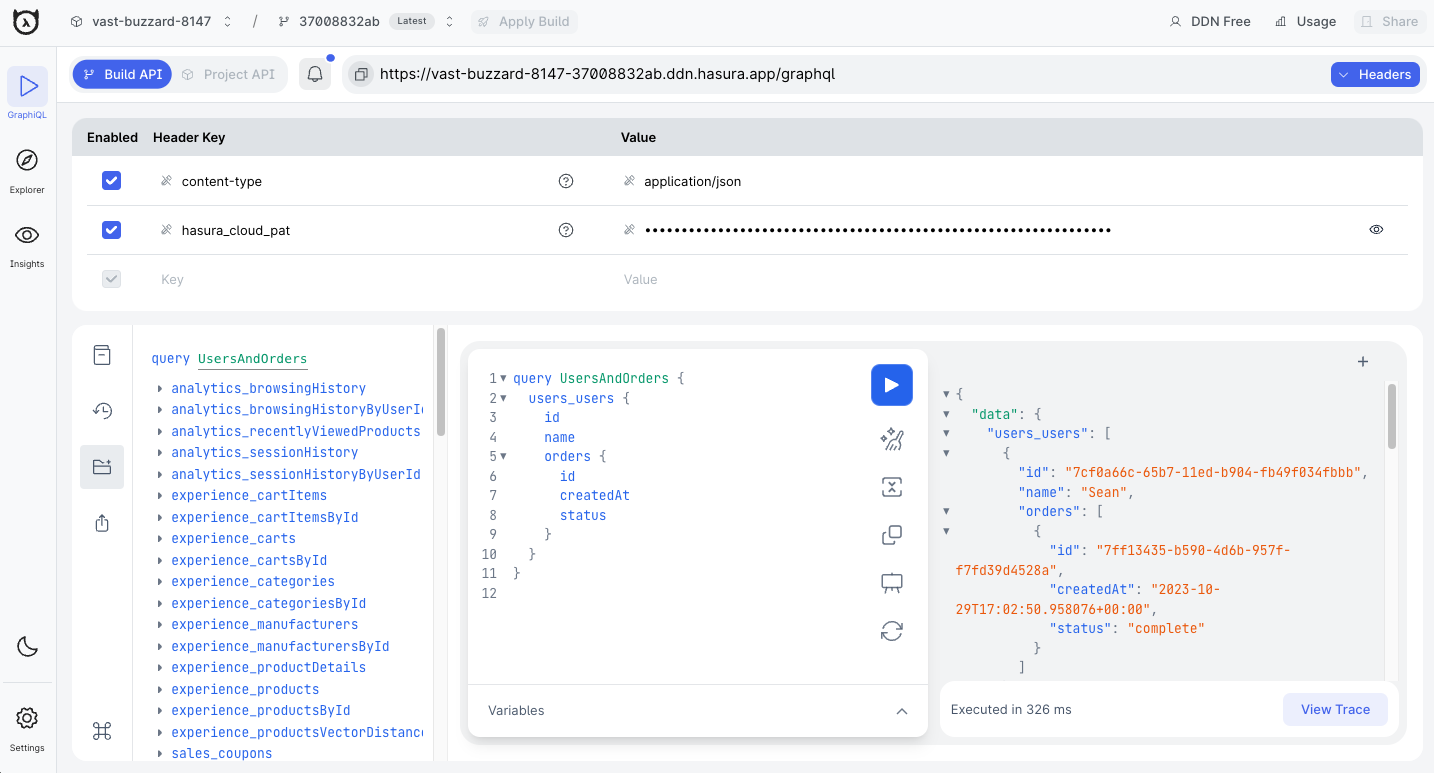 vast-buzzard-8147 / 37008832ab Latest Apply Build DDN Free Usage Share
Build API Project API https://vast-buzzard-8147-37008832ab.ddn.hasura.app/graphql Headers
GraphiQL
Explorer
Insights
Settings
Enabled Header Key Value
content-type application/json
hasura_cloud_pat ••••••••••••••••••••••••••••••••••••••••••••••••••••••••••••••••
Key Value
query UsersAndOrders
analytics_browsingHistory
analytics_browsingHistoryByUserId
analytics_recentlyViewedProducts
analytics_sessionHistory
analytics_sessionHistoryByUserId
experience_cartItems
experience_cartItemsById
experience_carts
experience_cartsById
experience_categories
experience_categoriesById
experience_manufacturers
experience_manufacturersById
experience_productDetails
experience_products
experience_productsById
experience_productsVectorDistance
sales_coupons
1 query UsersAndOrders {
2 users_users {
3 id
4 name
5 orders {
6 id
7 createdAt
8 status
9 }
10 }
11 }
12
Variables
{
"data": {
"users_users": [
{
"id": "7cf0a66c-65b7-11ed-b904-fb49f034fbbb",
"name": "Sean",
"orders": [
{
"id": "7ff13435-b590-4d6b-957f-
f7fd39d4528a",
"createdAt": "2023-10-
29T17:02:50.958076+00:00",
"status": "complete"
}
]
Executed in 326 ms View Trace